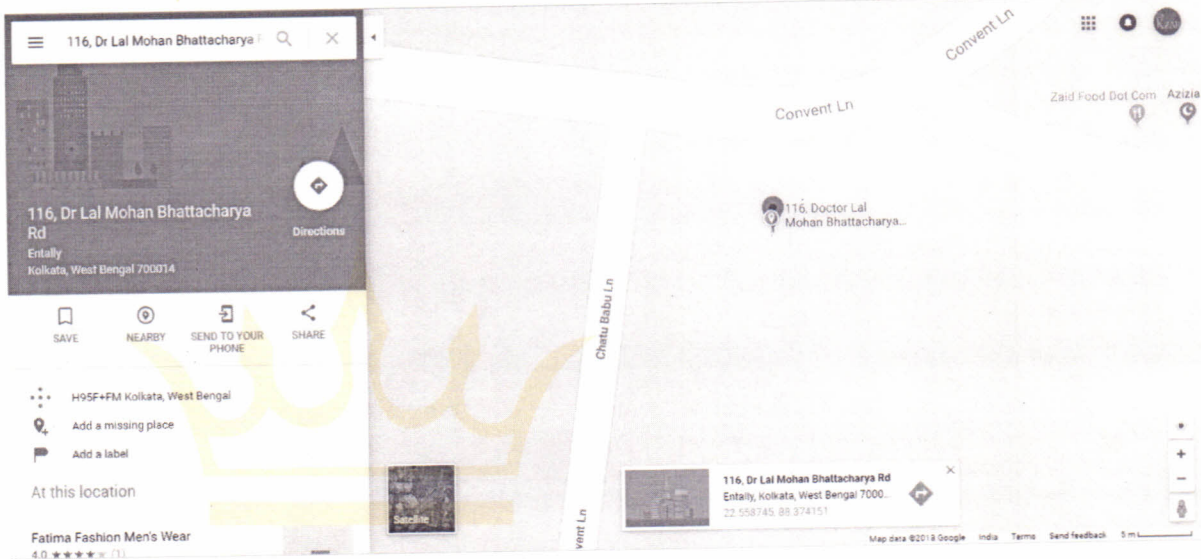 116, Dr Lal Mohan Bhattacharya
116, Dr Lal Mohan Bhattacharya
Rd
Entally
Kolkata, West Bengal 700014
Directions
SAVE
NEARBY
SEND TO YOUR
PHONE
SHARE
H95F+FM Kolkata, West Bengal
Add a missing place
Add a label
At this location
Fatima Fashion Men's Wear
4.0 ★★★★★ (1)
Convent Ln
Convent Ln
Zaid Food Dot Com
Azizia
116, Doctor Lal
Mohan Bhattacharya...
Chatu Babu Ln
vent Ln
Satellite
116, Dr Lal Mohan Bhattacharya Rd
Entally, Kolkata, West Bengal 7000...
22.558745, 88.374151
Map data ©2019 Google India Terms Send feedback 5 m